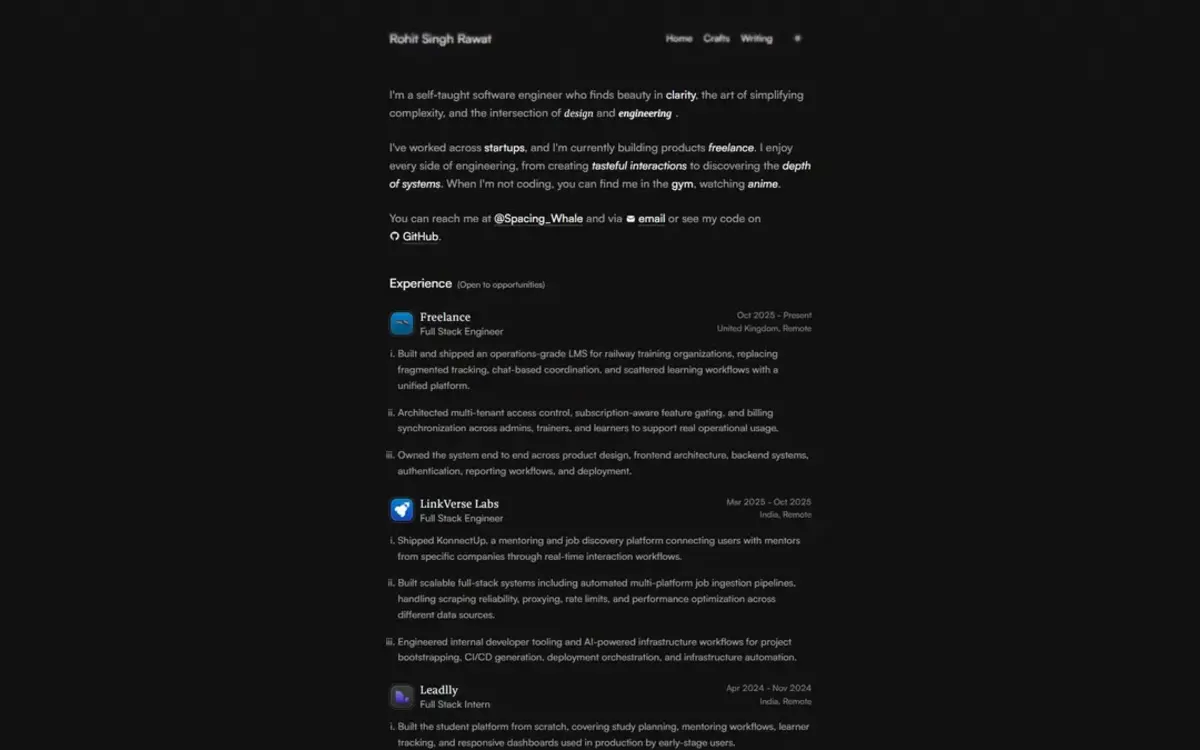 Rohit Singh Rawat
Home Crafts Writing
I'm a self-taught software engineer who finds beauty in clarity, the art of simplifying
complexity, and the intersection of design and engineering .
I've worked across startups, and I'm currently building products freelance. I enjoy
every side of engineering, from creating tasteful interactions to discovering the depth
of systems. When I'm not coding, you can find me in the gym, watching anime.
You can reach me at @Spacing_Whale and via email or see my code on
GitHub.
Experience (Open to opportunities)
Freelance
Oct 2025 - Present
Full Stack Engineer
United Kingdom, Remote
i. Built and shipped an operations-grade LMS for railway training organizations, replacing
fragmented tracking, chat-based coordination, and scattered learning workflows with a
unified platform.
ii. Architected multi-tenant access control, subscription-aware feature gating, and billing
synchronization across admins, trainers, and learners to support real operational usage.
iii. Owned the system end to end across product design, frontend architecture, backend systems,
authentication, reporting workflows, and deployment.
LinkVerse Labs
Mar 2025 - Oct 2025
Full Stack Engineer
India, Remote
i. Shipped KonnectUp, a mentoring and job discovery platform connecting users with mentors
from specific companies through real-time interaction workflows.
ii. Built scalable full-stack systems including automated multi-platform job ingestion pipelines,
handling scraping reliability, proxying, rate limits, and performance optimization across
different data sources.
iii. Engineered internal developer tooling and AI-powered infrastructure workflows for project
bootstrapping, CI/CD generation, deployment orchestration, and infrastructure automation.
Leadlly
Apr 2024 - Nov 2024
Full Stack Intern
India, Remote
i. Built the student platform from scratch, covering study planning, mentoring workflows, learner
tracking, and responsive dashboards used in production by early-stage users.